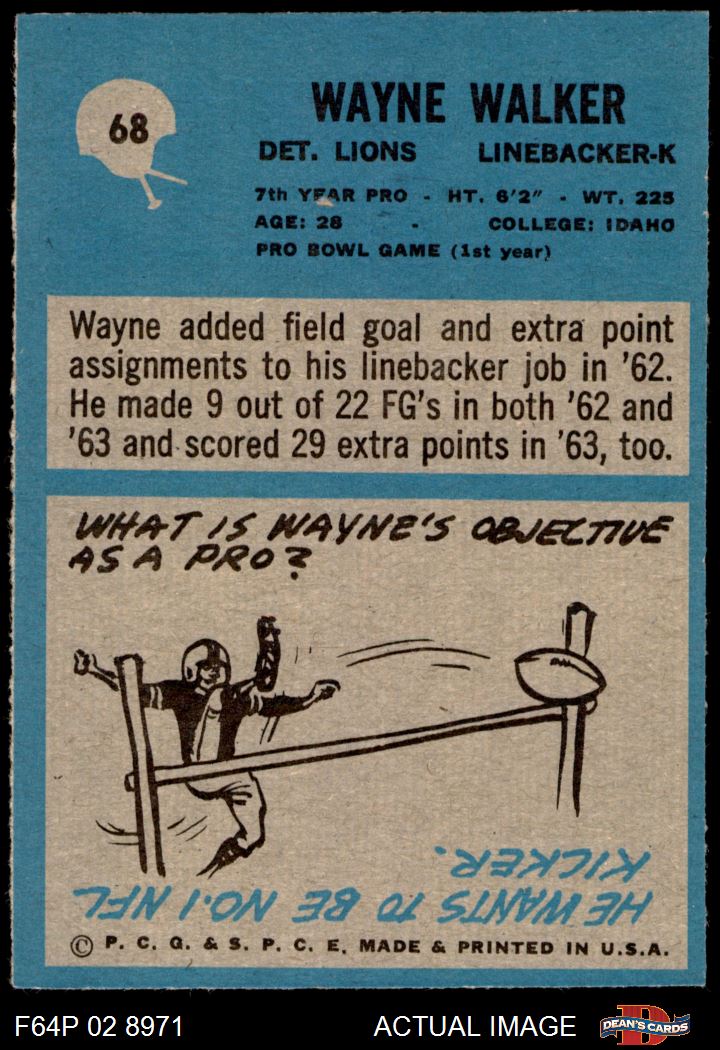 68
WAYNE WALKER
DET. LIONS LINEBACKER-K
7th YEAR PRO - HT. 6'2" - WT. 225
AGE: 28 - COLLEGE: IDAHO
PRO BOWL GAME (1st year)
Wayne added field goal and extra point
assignments to his linebacker job in '62.
He made 9 out of 22 FG's in both '62 and
'63 and scored 29 extra points in '63, too.
WHAT IS WAYNE'S OBJECTIVE
AS A PRO?
HE WANTS TO BE NO.1 NFL
KICKER.
© P. C. G. & S. P. C. E. MADE & PRINTED IN U.S.A.
F64P 02 8971 ACTUAL IMAGE D DEAN'S CARDS